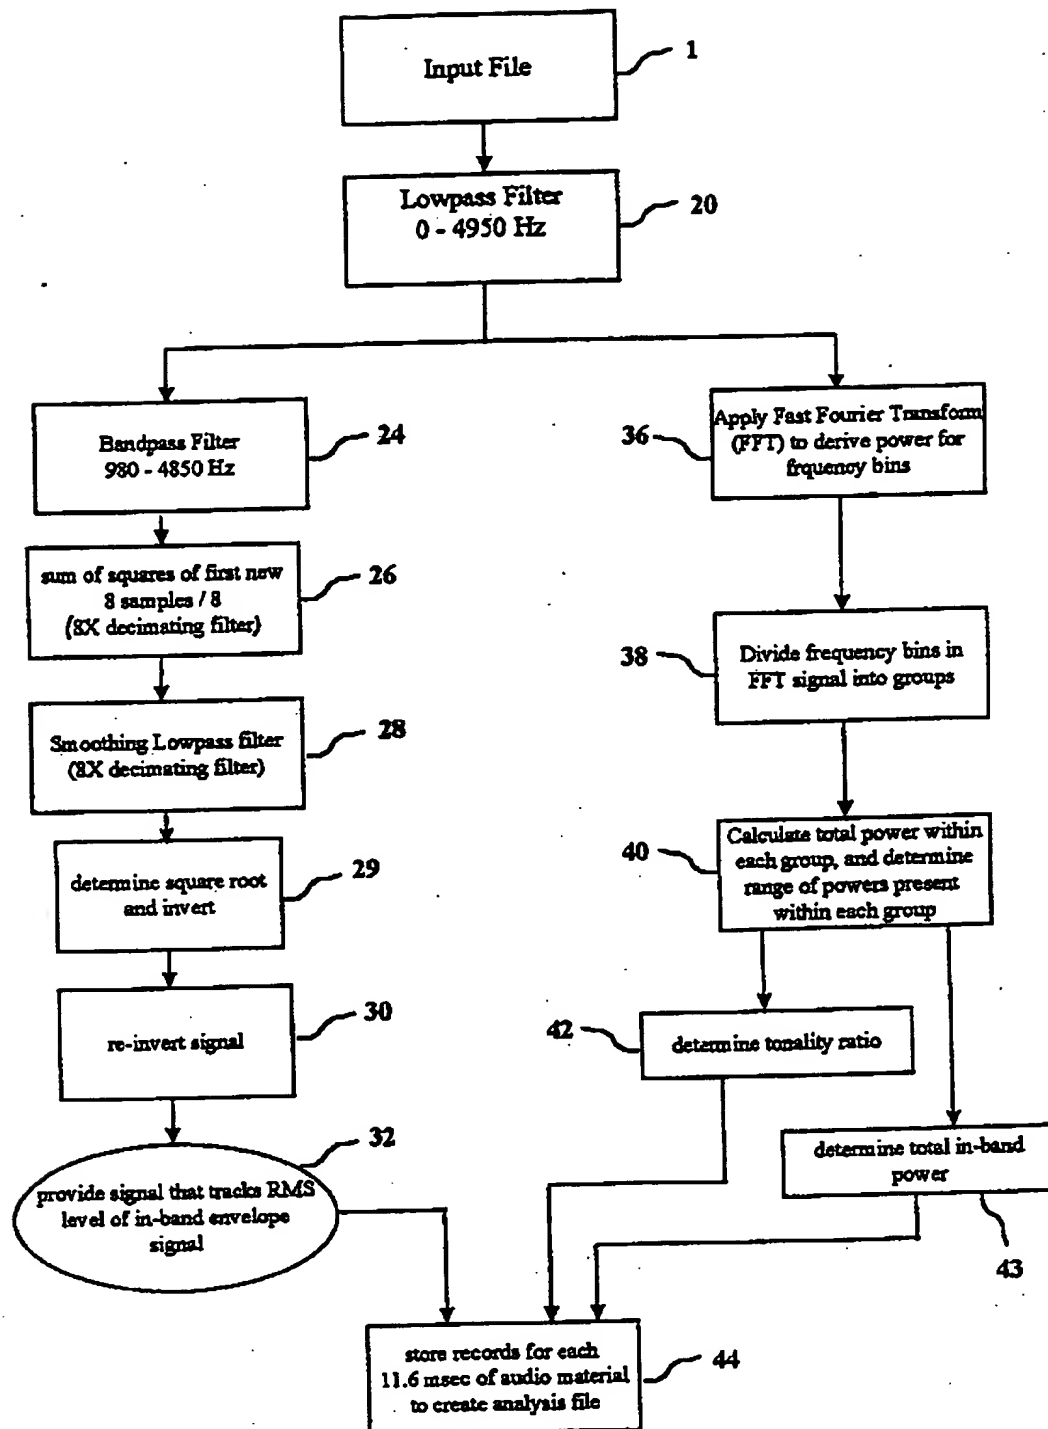 Input File
1
Lowpass Filter
0 - 4950 Hz
20
Bandpass Filter
980 - 4850 Hz
24
sum of squares of first new
8 samples / 8
(8X decimating filter)
26
Smoothing Lowpass filter
(8X decimating filter)
28
determine square root
and invert
29
re-invert signal
30
provide signal that tracks RMS
level of in-band envelope
signal
32
Apply Fast Fourier Transform
(FFT) to derive power for
frquency bins
36
Divide frequency bins in
FFT signal into groups
38
Calculate total power within
each group, and determine
range of powers present
within each group
40
determine tonality ratio
42
determine total in-band
power
43
store records for each
11.6 msec of audio material
to create analysis file
44